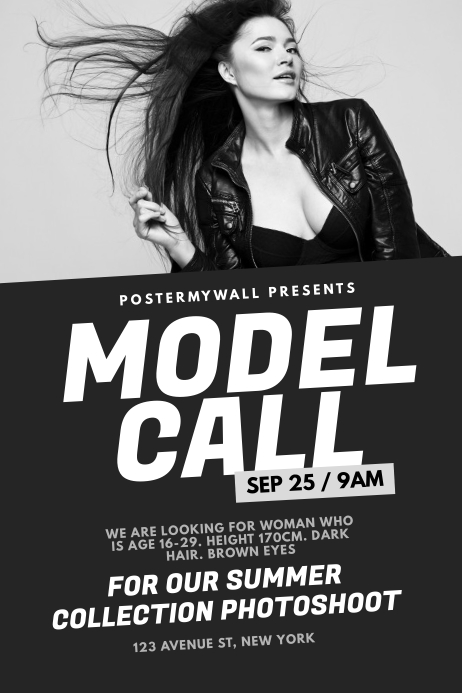 POSTERMYWALL PRESENTS
MODEL
CALL
SEP 25 / 9AM
WE ARE LOOKING FOR WOMAN WHO
IS AGE 16-29. HEIGHT 170CM. DARK
HAIR. BROWN EYES
FOR OUR SUMMER
COLLECTION PHOTOSHOOT
123 AVENUE ST, NEW YORK